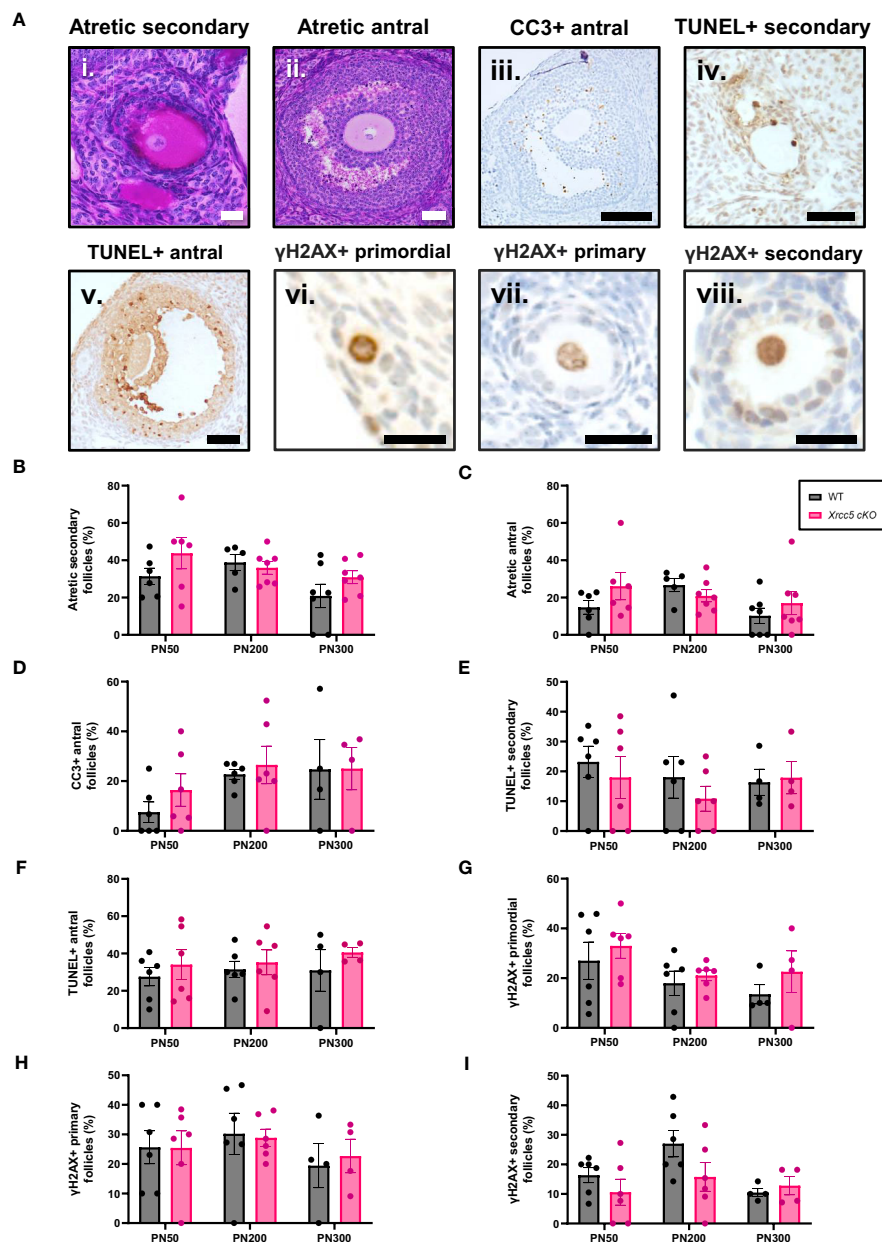 A
Atretic secondary
Atretic antral
CC3+ antral
TUNEL+ secondary
i.
ii.
iii.
iv.
TUNEL+ antral
γH2AX+ primordial
γH2AX+ primary
γH2AX+ secondary
v.
vi.
vii.
viii.
B
Atretic secondary
follicles (%)
80
60
40
20
0
PN50
PN200
PN300
C
Atretic antral
follicles (%)
80
60
40
20
0
PN50
PN200
PN300
WT
Xrcc5 cKO
D
CC3+ antral
follicles (%)
60
40
20
0
PN50
PN200
PN300
E
TUNEL+ secondary
follicles (%)
50
40
30
20
10
0
PN50
PN200
PN300
F
TUNEL+ antral
follicles (%)
80
60
40
20
0
PN50
PN200
PN300
G
γH2AX+ primordial
follicles (%)
60
40
20
0
PN50
PN200
PN300
H
γH2AX+ primary
follicles (%)
50
40
30
20
10
0
PN50
PN200
PN300
I
γH2AX+ secondary
follicles (%)
50
40
30
20
10
0
PN50
PN200
PN300